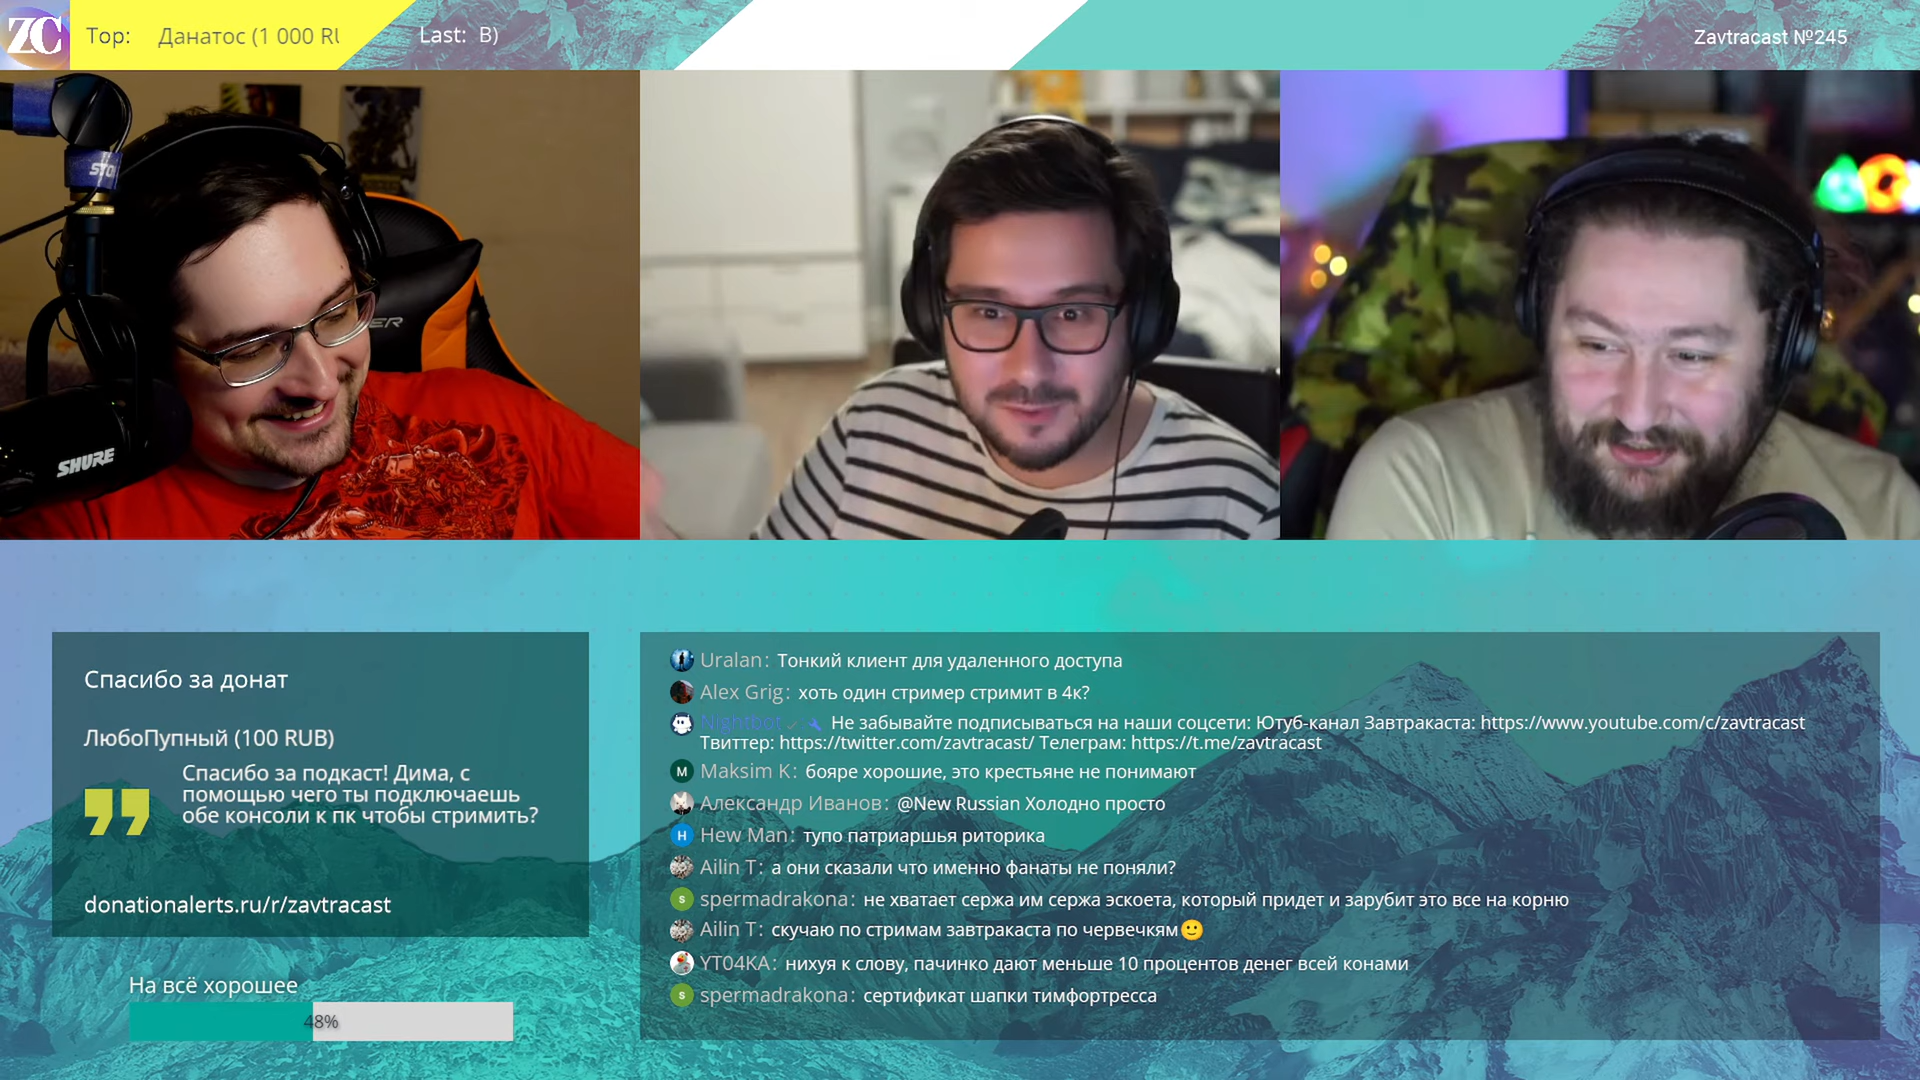 ZC
Top: Данатос (1 000 RU
Last: B)
Zavtracast №245
STO
SHURE
ER
Спасибо за донат
ЛюбоПупный (100 RUB)
Спасибо за подкаст! Дима, с
помощью чего ты подключаешь
обе консоли к пк чтобы стримить?
donationalerts.ru/r/zavtracast
На всё хорошее
48%
Uralan: Тонкий клиент для удаленного доступа
Alex Grig: хоть один стример стримит в 4к?
Nightbot Не забывайте подписываться на наши соцсети: Ютуб-канал Завтракаста: https://www.youtube.com/c/zavtracast
Твиттер: https://twitter.com/zavtracast/ Телеграм: https://t.me/zavtracast
M Maksim K: бояре хорошие, это крестьяне не понимают
Александр Иванов: @New Russian Холодно просто
H Hew Man: тупо патриаршья риторика
Ailin T: а они сказали что именно фанаты не поняли?
s spermadrakona: не хватает сержа им сержа эскоета, который придет и зарубит это все на корню
Ailin T: скучаю по стримам завтракаста по червечкям🙂
YT04KA: нихуя к слову, пачинко дают меньше 10 процентов денег всей конами
s spermadrakona: сертификат шапки тимфортресса